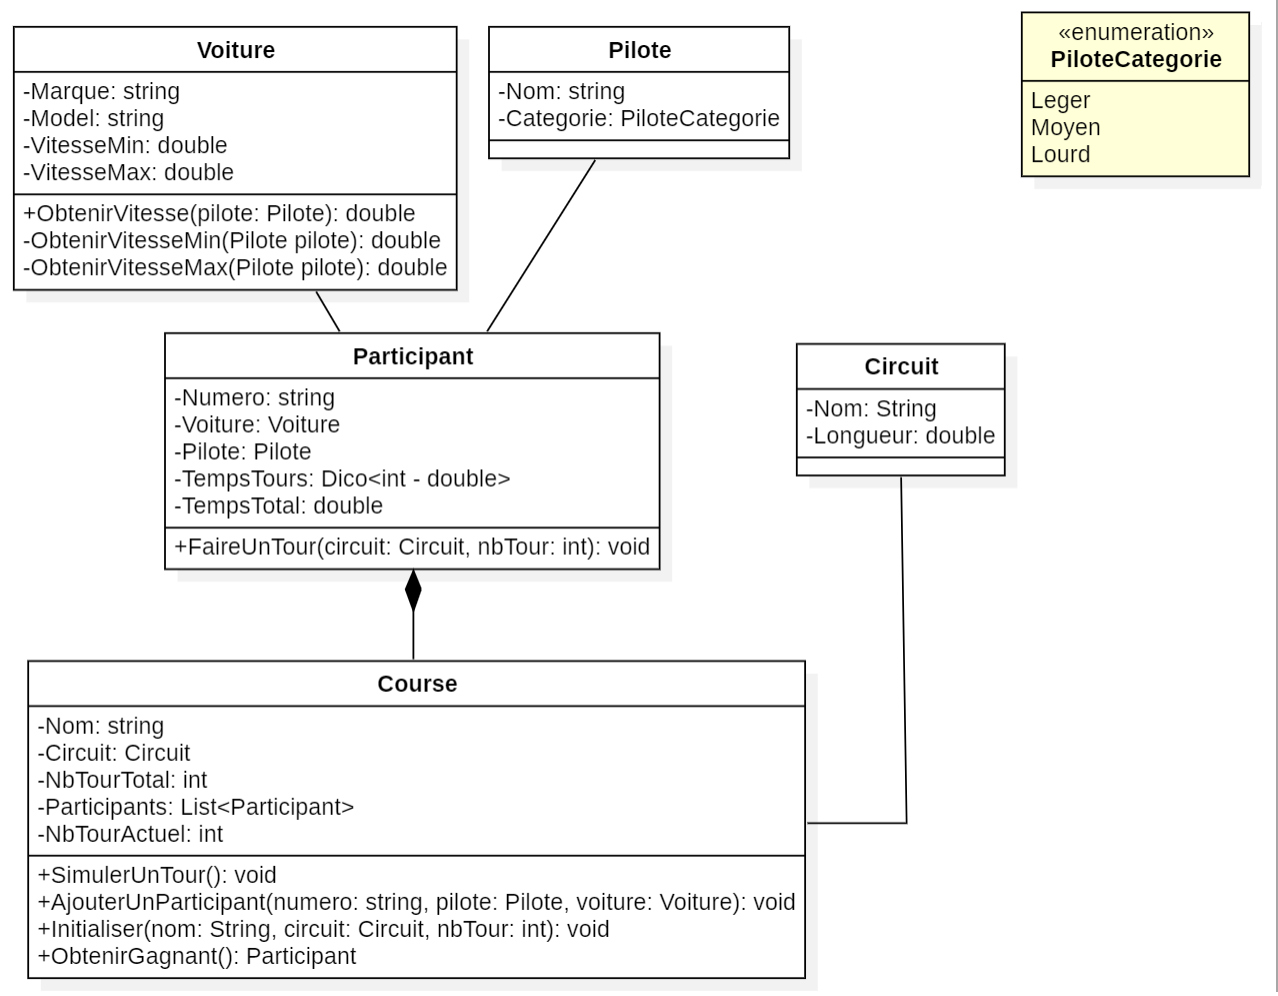 Voiture
-Marque: string
-Model: string
-VitesseMin: double
-VitesseMax: double
+ObtenirVitesse(pilote: Pilote): double
-ObtenirVitesseMin(Pilote pilote): double
-ObtenirVitesseMax(Pilote pilote): double
Pilote
-Nom: string
-Categorie: PiloteCategorie
«enumeration»
PiloteCategorie
Leger
Moyen
Lourd
Participant
-Numero: string
-Voiture: Voiture
-Pilote: Pilote
-TempsTours: Dico<int - double>
-TempsTotal: double
+FaireUnTour(circuit: Circuit, nbTour: int): void
Circuit
-Nom: String
-Longueur: double
Course
-Nom: string
-Circuit: Circuit
-NbTourTotal: int
-Participants: List<Participant>
-NbTourActuel: int
+SimulerUnTour(): void
+AjouterUnParticipant(numero: string, pilote: Pilote, voiture: Voiture): void
+Initialiser(nom: String, circuit: Circuit, nbTour: int): void
+ObtenirGagnant(): Participant